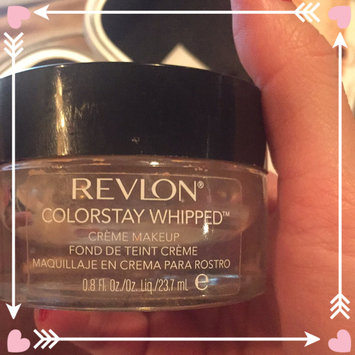 REVLON®
COLORSTAY WHIPPED™
CRÈME MAKEUP
FOND DE TEINT CRÈME
MAQUILLAJE EN CREMA PARA ROSTRO
0.8 Fl. Oz/Oz. Liq./23.7 mL ℮